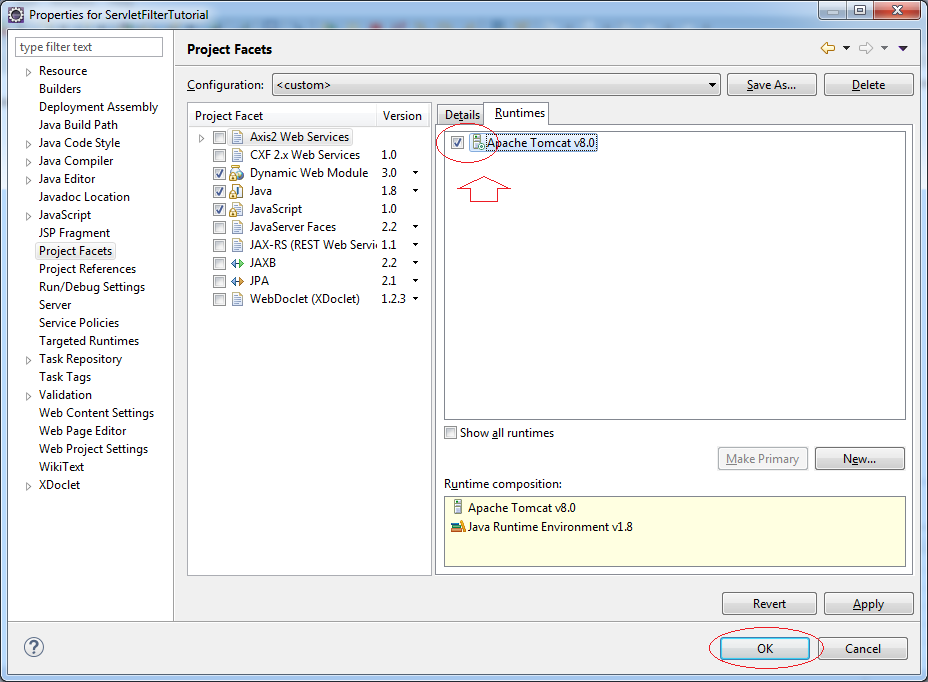 Properties for ServletFilterTutorial
type filter text
Resource
Builders
Deployment Assembly
Java Build Path
Java Code Style
Java Compiler
Java Editor
Javadoc Location
JavaScript
JSP Fragment
Project Facets
Project References
Run/Debug Settings
Server
Service Policies
Targeted Runtimes
Task Repository
Task Tags
Validation
Web Content Settings
Web Page Editor
Web Project Settings
WikiText
XDoclet
Project Facets
Configuration: <custom> Save As... Delete
Project Facet Version
Axis2 Web Services
CXF 2.x Web Services 1.0
Dynamic Web Module 3.0
Java 1.8
JavaScript 1.0
JavaServer Faces 2.2
JAX-RS (REST Web Servi 1.1
JAXB 2.2
JPA 2.1
WebDoclet (XDoclet) 1.2.3
Details Runtimes
Apache Tomcat v8.0
Show all runtimes
Make Primary New...
Runtime composition:
Apache Tomcat v8.0
Java Runtime Environment v1.8
Revert Apply
? OK Cancel